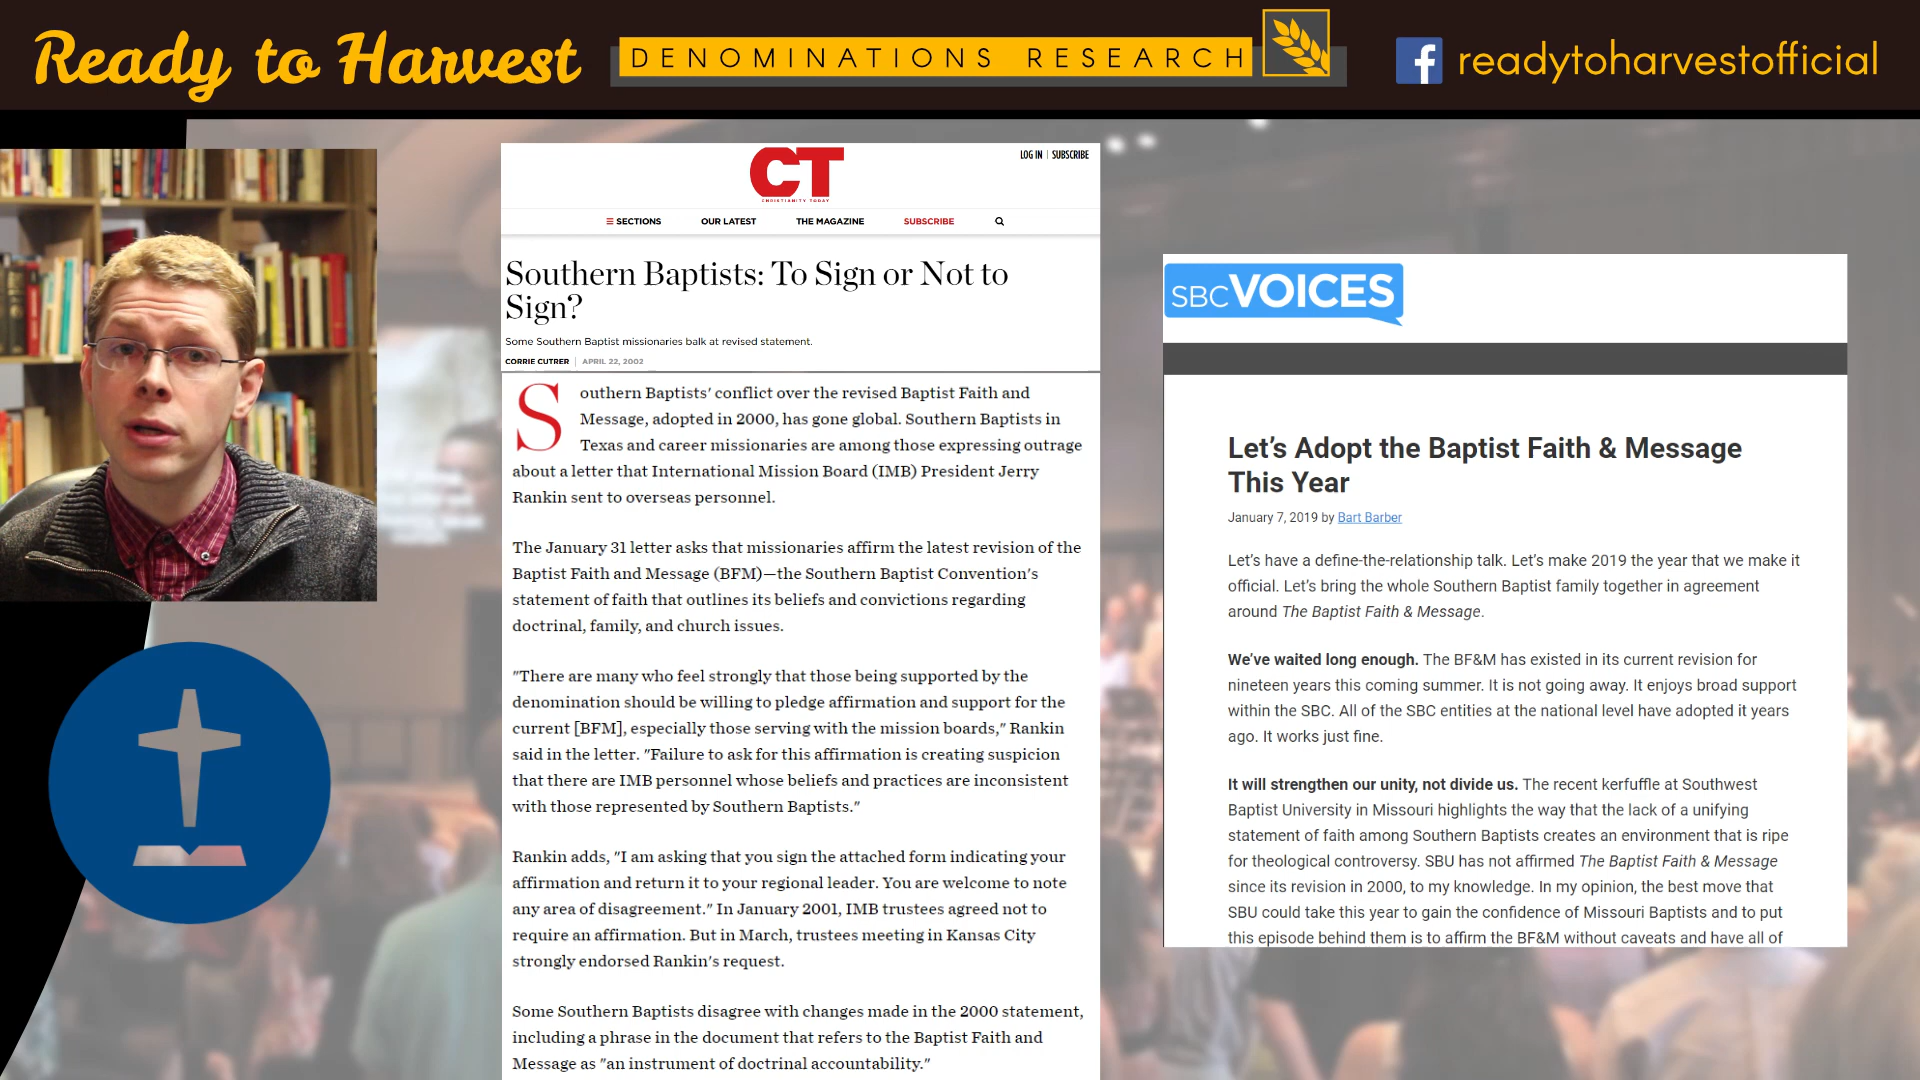 Ready to Harvest
DENOMINATIONS RESEARCH
readytoharvestofficial
CT
CHRISTIANITY TODAY
LOG IN | SUBSCRIBE
☰ SECTIONS
OUR LATEST
THE MAGAZINE
SUBSCRIBE
Southern Baptists: To Sign or Not to
Sign?
Some Southern Baptist missionaries balk at revised statement.
CORRIE CUTRER | APRIL 22, 2002
Southern Baptists' conflict over the revised Baptist Faith and
Message, adopted in 2000, has gone global. Southern Baptists in
Texas and career missionaries are among those expressing outrage
about a letter that International Mission Board (IMB) President Jerry
Rankin sent to overseas personnel.
The January 31 letter asks that missionaries affirm the latest revision of the
Baptist Faith and Message (BFM)—the Southern Baptist Convention's
statement of faith that outlines its beliefs and convictions regarding
doctrinal, family, and church issues.
"There are many who feel strongly that those being supported by the
denomination should be willing to pledge affirmation and support for the
current [BFM], especially those serving with the mission boards," Rankin
said in the letter. "Failure to ask for this affirmation is creating suspicion
that there are IMB personnel whose beliefs and practices are inconsistent
with those represented by Southern Baptists."
Rankin adds, "I am asking that you sign the attached form indicating your
affirmation and return it to your regional leader. You are welcome to note
any area of disagreement." In January 2001, IMB trustees agreed not to
require an affirmation. But in March, trustees meeting in Kansas City
strongly endorsed Rankin's request.
Some Southern Baptists disagree with changes made in the 2000 statement,
including a phrase in the document that refers to the Baptist Faith and
Message as "an instrument of doctrinal accountability."
SBC VOICES
Let's Adopt the Baptist Faith & Message
This Year
January 7, 2019 by Bart Barber
Let's have a define-the-relationship talk. Let's make 2019 the year that we make it
official. Let's bring the whole Southern Baptist family together in agreement
around The Baptist Faith & Message.
We've waited long enough. The BF&M has existed in its current revision for
nineteen years this coming summer. It is not going away. It enjoys broad support
within the SBC. All of the SBC entities at the national level have adopted it years
ago. It works just fine.
It will strengthen our unity, not divide us. The recent kerfuffle at Southwest
Baptist University in Missouri highlights the way that the lack of a unifying
statement of faith among Southern Baptists creates an environment that is ripe
for theological controversy. SBU has not affirmed The Baptist Faith & Message
since its revision in 2000, to my knowledge. In my opinion, the best move that
SBU could take this year to gain the confidence of Missouri Baptists and to put
this episode behind them is to affirm the BF&M without caveats and have all of